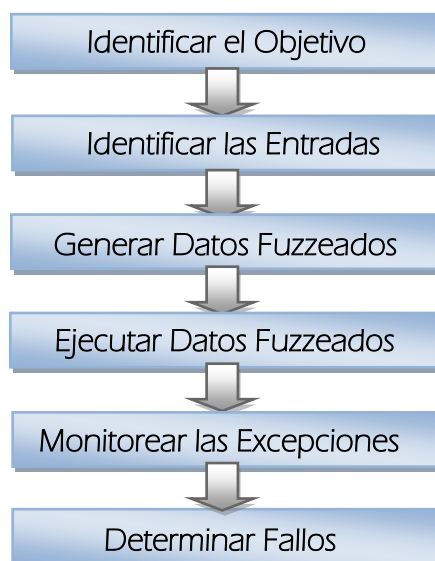 Identificar el Objetivo
Identificar las Entradas
Generar Datos Fuzzeados
Ejecutar Datos Fuzzeados
Monitorear las Excepciones
Determinar Fallos